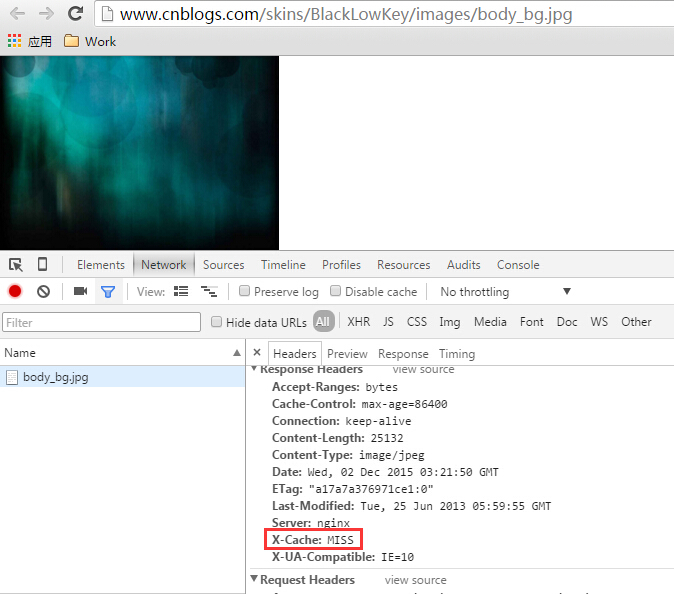 www.cnblogs.com/skins/BlackLowKey/images/body_bg.jpg
应用 Work
Elements Network Sources Timeline Profiles Resources Audits Console
View: Preserve log Disable cache No throttling ▼
Filter Hide data URLs All XHR JS CSS Img Media Font Doc WS Other
Name ▲ × Headers Preview Response Timing
body_bg.jpg
▼Response Headers view source
Accept-Ranges: bytes
Cache-Control: max-age=86400
Connection: keep-alive
Content-Length: 25132
Content-Type: image/jpeg
Date: Wed, 02 Dec 2015 03:21:50 GMT
ETag: "a17a7a376971ce1:0"
Last-Modified: Tue, 25 Jun 2013 05:59:55 GMT
Server: nginx
X-Cache: MISS
X-UA-Compatible: IE=10
▼Request Headers view source